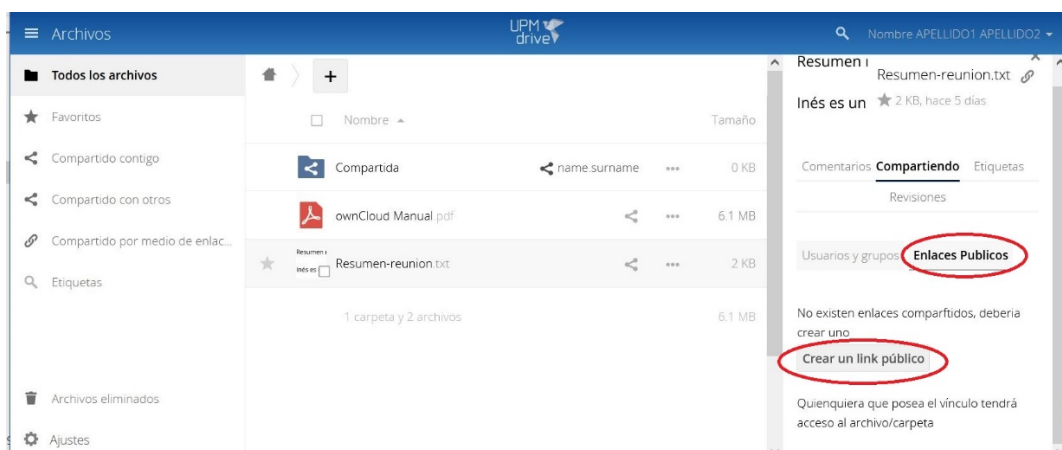 Archivos
UPM
drive
Nombre APELLIDO1 APELLIDO2
Todos los archivos
Favoritos
Compartido contigo
Compartido con otros
Compartido por medio de enlac...
Etiquetas
Archivos eliminados
Ajustes
+
Nombre
Tamaño
Compartida
name.surname
0 KB
ownCloud Manual.pdf
6.1 MB
Resumen i
Inés es
Resumen-reunion.txt
2 KB
1 carpeta y 2 archivos
6.1 MB
Resumen i
Inés es un
Resumen-reunion.txt
2 KB, hace 5 días
Comentarios Compartiendo Etiquetas
Revisiones
Usuarios y grupos Enlaces Publicos
No existen enlaces comparftidos, deberia
crear uno
Crear un link público
Quienquiera que posea el vínculo tendrá
acceso al archivo/carpeta